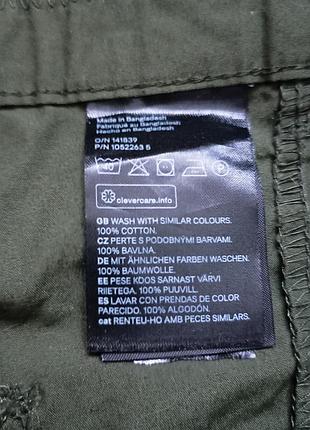 Made in Bangladesh
Fabriqué au Bangladesh
Hecho en Bangladesh
O/N 141539
P/N 1052263 5
40
P
clevercare.info
GB WASH WITH SIMILAR COLOURS.
100% COTTON.
CZ PERTE S PODOBNÝMI BARVAMI.
100% BAVLNA.
DE MIT ÄHNLICHEN FARBEN WASCHEN.
100% BAUMWOLLE.
EE PESE KOOS SARNAST VÄRVI
RIIETEGA. 100% PUUVILL.
ES LAVAR CON PRENDAS DE COLOR
PARECIDO. 100% ALGODÓN.
cat RENTEU-HO AMB PECES SIMILARS.